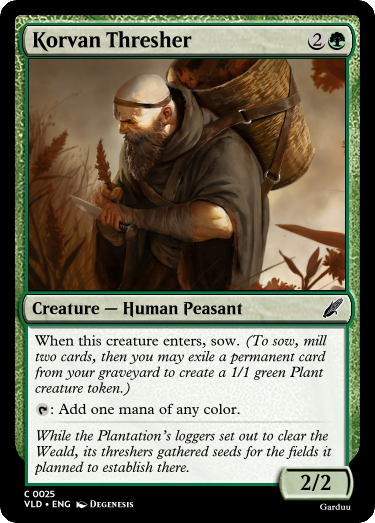 Korvan Thresher 2
Creature — Human Peasant
When this creature enters, sow. (To sow, mill
two cards, then you may exile a permanent card
from your graveyard to create a 1/1 green Plant
creature token.)
: Add one mana of any color.
While the Plantation's loggers set out to clear the
Weald, its threshers gathered seeds for the fields it
planned to establish there.
2/2
C 0025
VLD • ENG DEGENESIS
Garduu